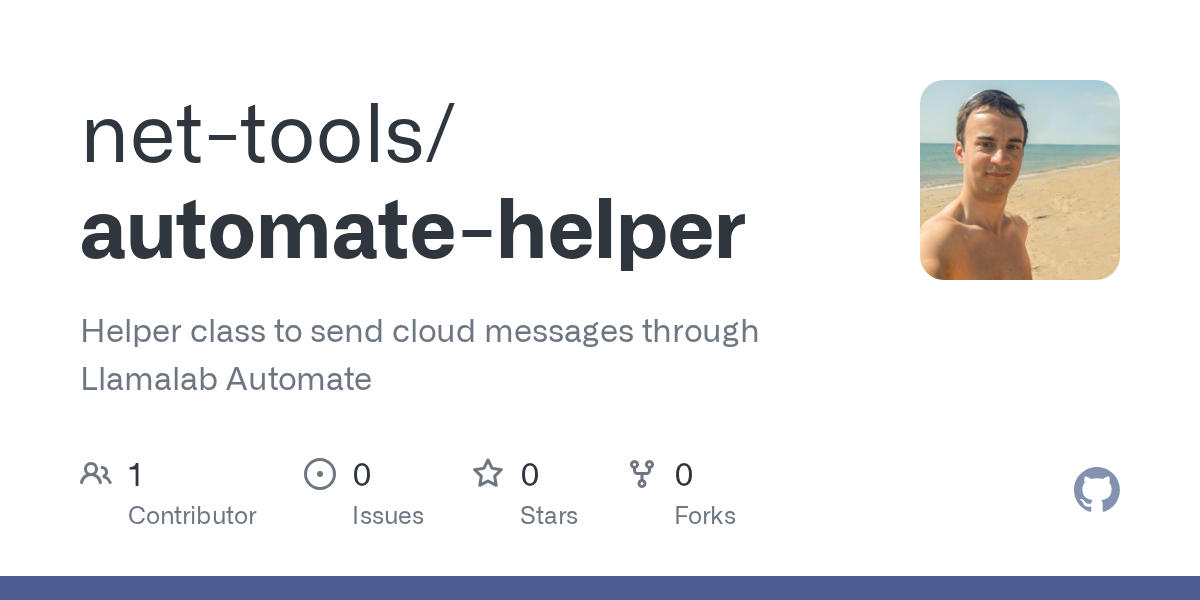 net-tools/
automate-helper
Helper class to send cloud messages through
Llamalab Automate
1 0 0 0
Contributor Issues Stars Forks